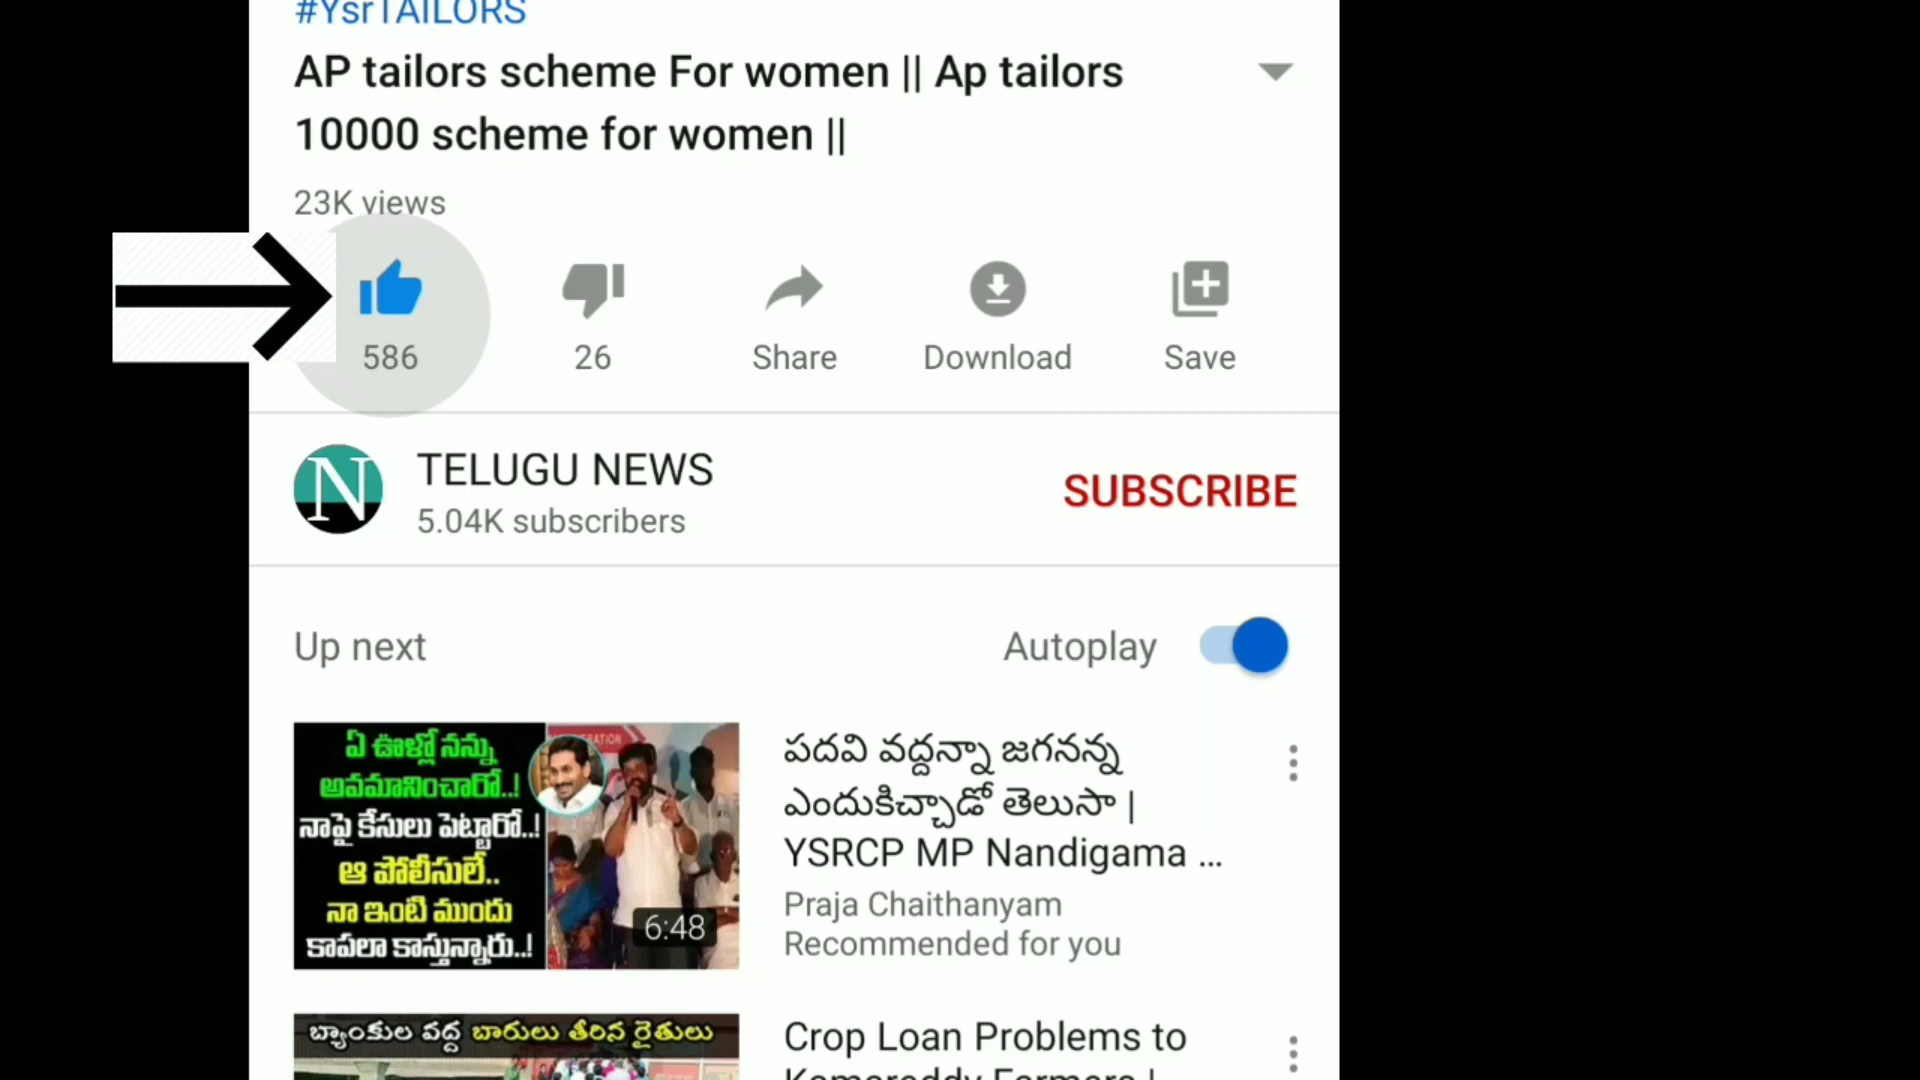 #YsrTAILORS
AP tailors scheme For women || Ap tailors
10000 scheme for women ||
23K views
586
26
Share
Download
Save
N
TELUGU NEWS
5.04K subscribers
SUBSCRIBE
Up next
Autoplay
ఏ ఊళ్లో నన్ను
అవమానించారో..!
నాపై కేసులు పెట్టారో..!
ఆ పోలీసులే..
నా ఇంటి ముందు
కాపలా కాస్తున్నారు..!
6:48
పదవి వద్దన్నా జగనన్న
ఎందుకిచ్చాడో తెలుసా |
YSRCP MP Nandigama ...
Praja Chaithanyam
Recommended for you
బ్యాంకుల వద్ద బారులు తీరిన రైతులు
Crop Loan Problems to
Kamareddy Farmers |